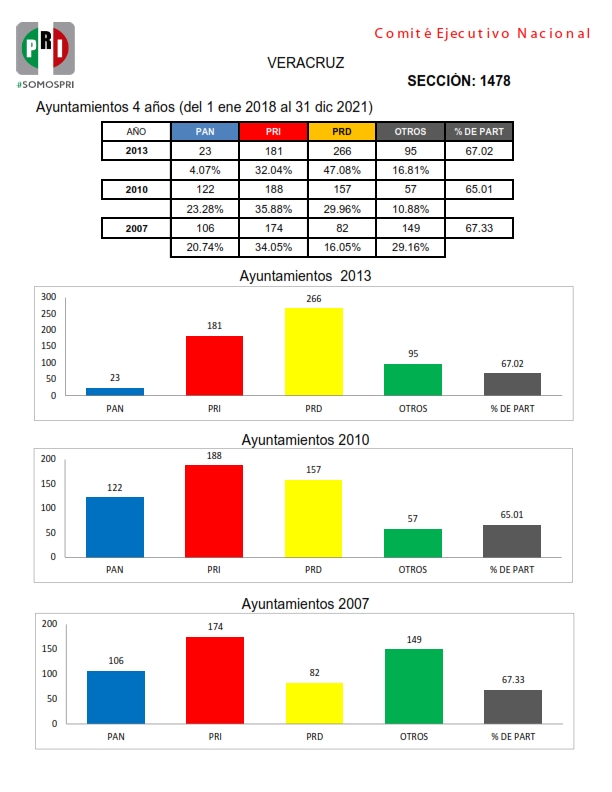 Comité Ejecutivo Nacional
PRI
#SOMOSPRI
VERACRUZ
SECCIÓN: 1478
Ayuntamientos 4 años (del 1 ene 2018 al 31 dic 2021)
AÑO PAN PRI PRD OTROS % DE PART
2013 23 181 266 95 67.02
4.07% 32.04% 47.08% 16.81%
2010 122 188 157 57 65.01
23.28% 35.88% 29.96% 10.88%
2007 106 174 82 149 67.33
20.74% 34.05% 16.05% 29.16%
Ayuntamientos 2013
300
250
200
150
100
50
0
23 181 266 95 67.02
PAN PRI PRD OTROS % DE PART
Ayuntamientos 2010
200
150
100
50
0
122 188 157 57 65.01
PAN PRI PRD OTROS % DE PART
Ayuntamientos 2007
200
150
100
50
0
106 174 82 149 67.33
PAN PRI PRD OTROS % DE PART